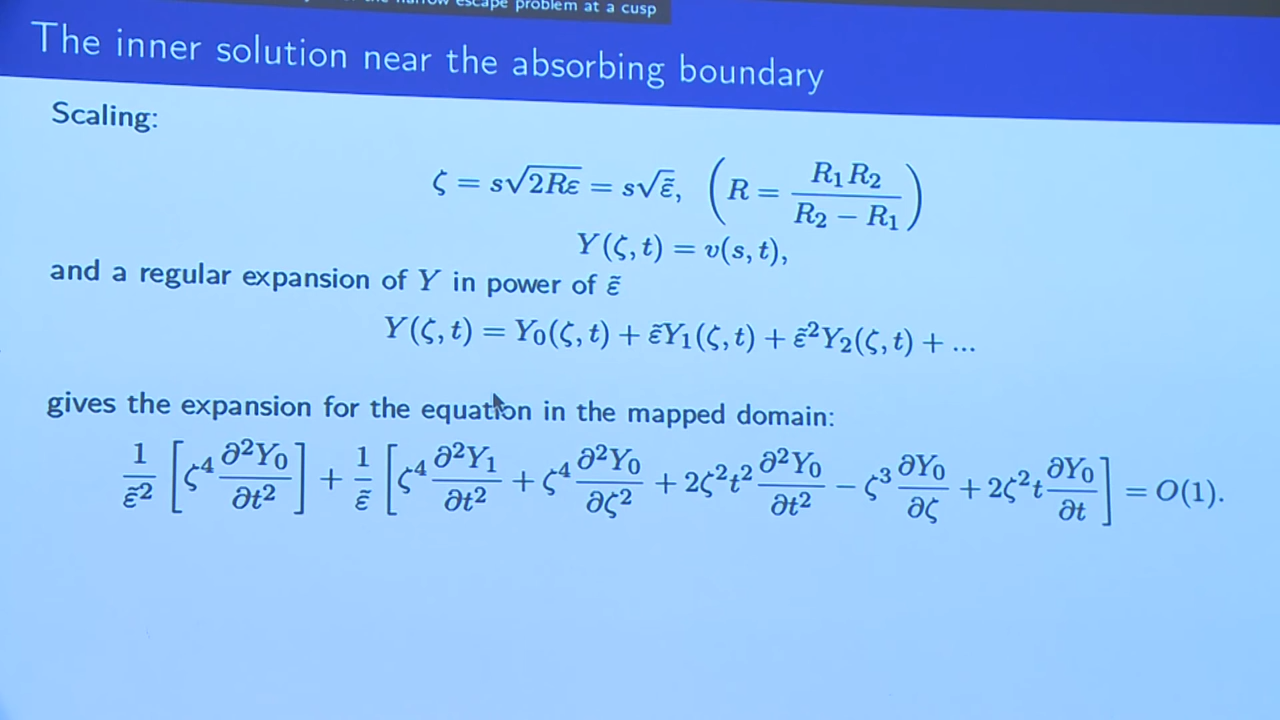 narrow escape problem at a cusp
The inner solution near the absorbing boundary
Scaling:
ζ = s√2Rε = s√ε̃, (R = R₁R₂ / (R₂ − R₁))
Y(ζ, t) = v(s, t),
and a regular expansion of Y in power of ε̃
Y(ζ, t) = Y₀(ζ, t) + ε̃Y₁(ζ, t) + ε̃²Y₂(ζ, t) + ...
gives the expansion for the equation in the mapped domain:
1/ε̃² [ζ⁴ ∂²Y₀/∂t²] + 1/ε̃ [ζ⁴ ∂²Y₁/∂t² + ζ⁴ ∂²Y₀/∂ζ² + 2ζ²t² ∂²Y₀/∂t² − ζ³ ∂Y₀/∂ζ + 2ζ²t ∂Y₀/∂t] = O(1).